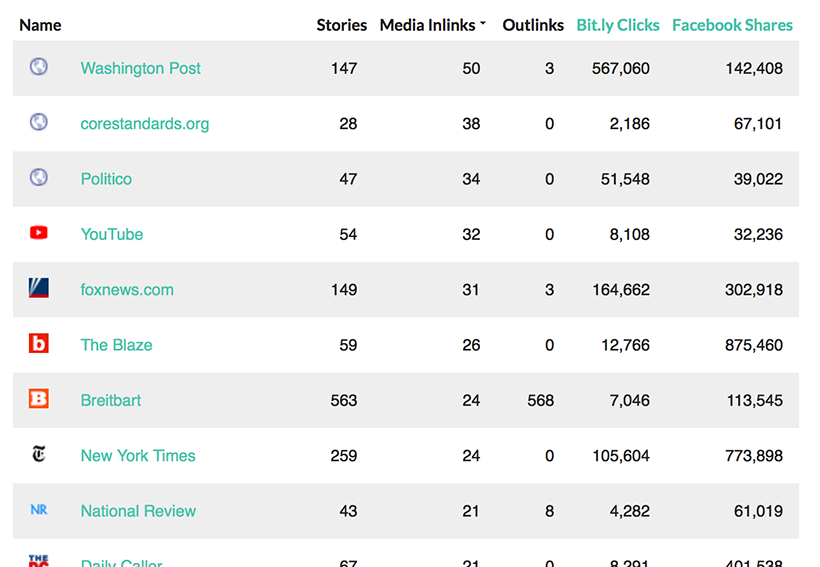 Name Stories Media Inlinks Outlinks Bit.ly Clicks Facebook Shares
Washington Post 147 50 3 567,060 142,408
corestandards.org 28 38 0 2,186 67,101
Politico 47 34 0 51,548 39,022
YouTube 54 32 0 8,108 32,236
foxnews.com 149 31 3 164,662 302,918
b The Blaze 59 26 0 12,766 875,460
B Breitbart 563 24 568 7,046 113,545
T New York Times 259 24 0 105,604 773,898
NR National Review 43 21 8 4,282 61,019
THE DC Daily Caller 67 21 0 8,291 401,538